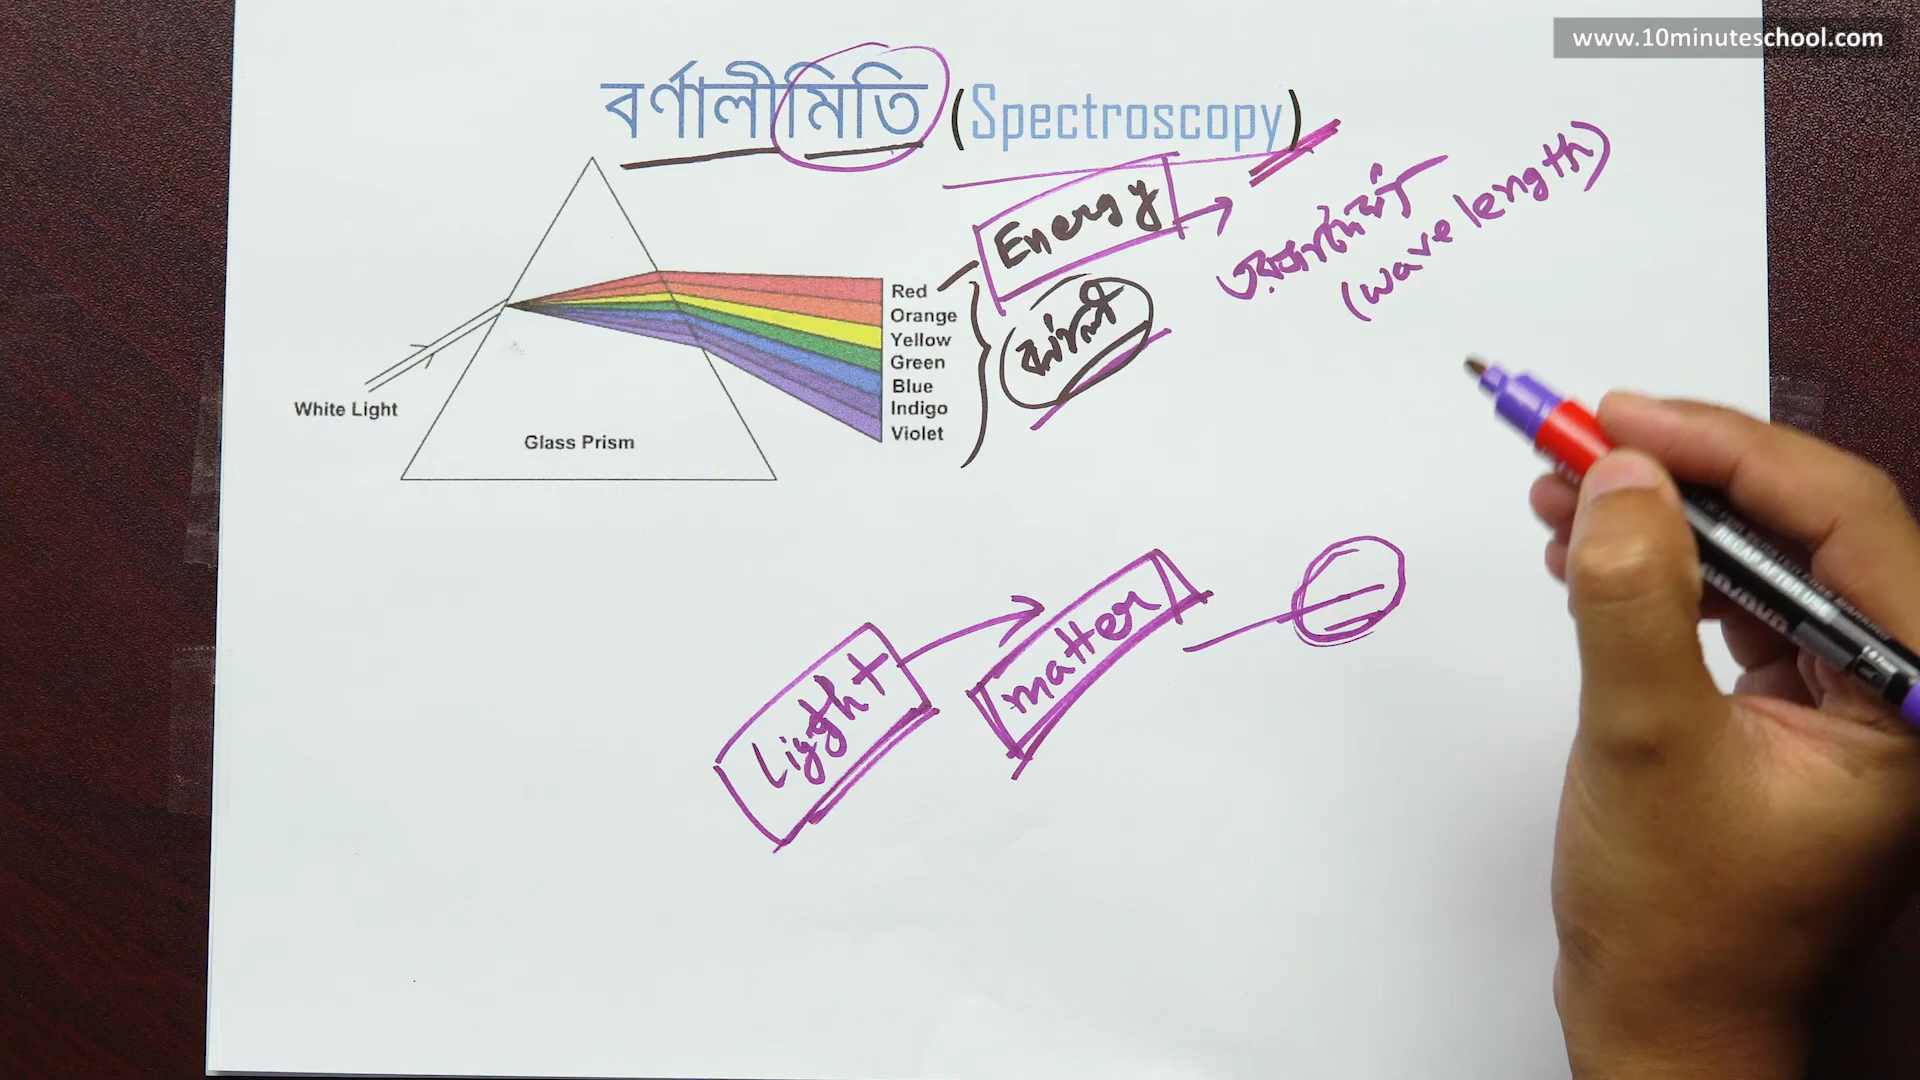 www.10minuteschool.com
বর্ণালীমিতি (Spectroscopy)
Energy
তরঙ্গদৈর্ঘ্য
(wave length)
বর্ণালী
Red
Orange
Yellow
Green
Blue
Indigo
Violet
White Light
Glass Prism
Light
matter